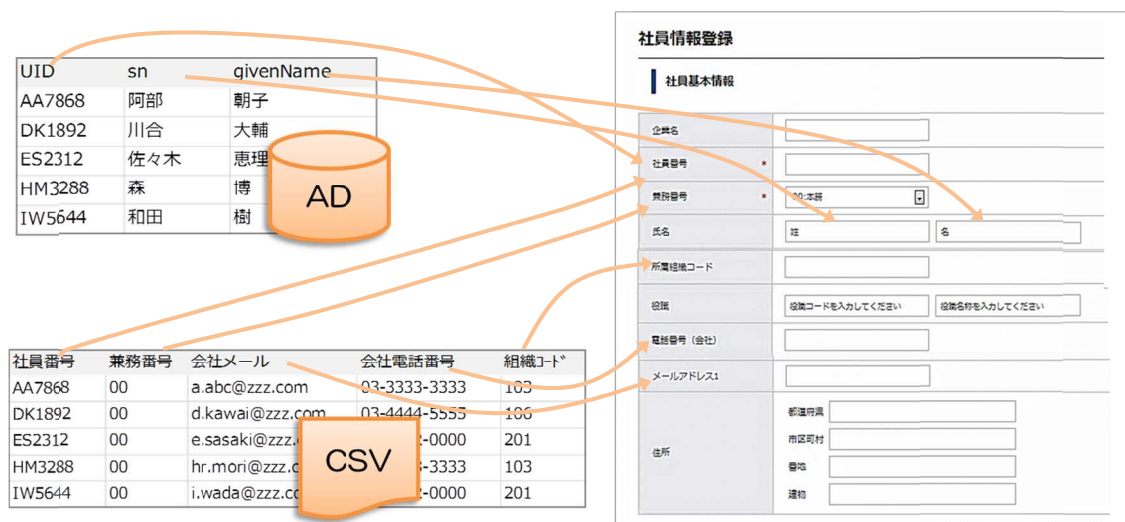 UID sn givenName
AA7868 阿部 朝子
DK1892 川合 大輔
ES2312 佐々木 恵理
HM3288 森 博
IW5644 和田 樹
AD
社員番号 兼務番号 会社メール 会社電話番号 組織コード
AA7868 00 a.abc@zzz.com 03-3333-3333 103
DK1892 00 d.kawai@zzz.com 03-4444-5555 106
ES2312 00 e.sasaki@zzz. -0000 201
HM3288 00 hr.mori@zzz.c -3333 103
IW5644 00 i.wada@zzz.co -0000 201
CSV
社員情報登録
社員基本情報
企業名
社員番号 *
兼務番号 * 00:本務
氏名 姓 名
所属組織コード
役職 役職コードを入力してください 役職名称を入力してください
電話番号（会社）
メールアドレス1
住所
都道府県
市区町村
番地
建物